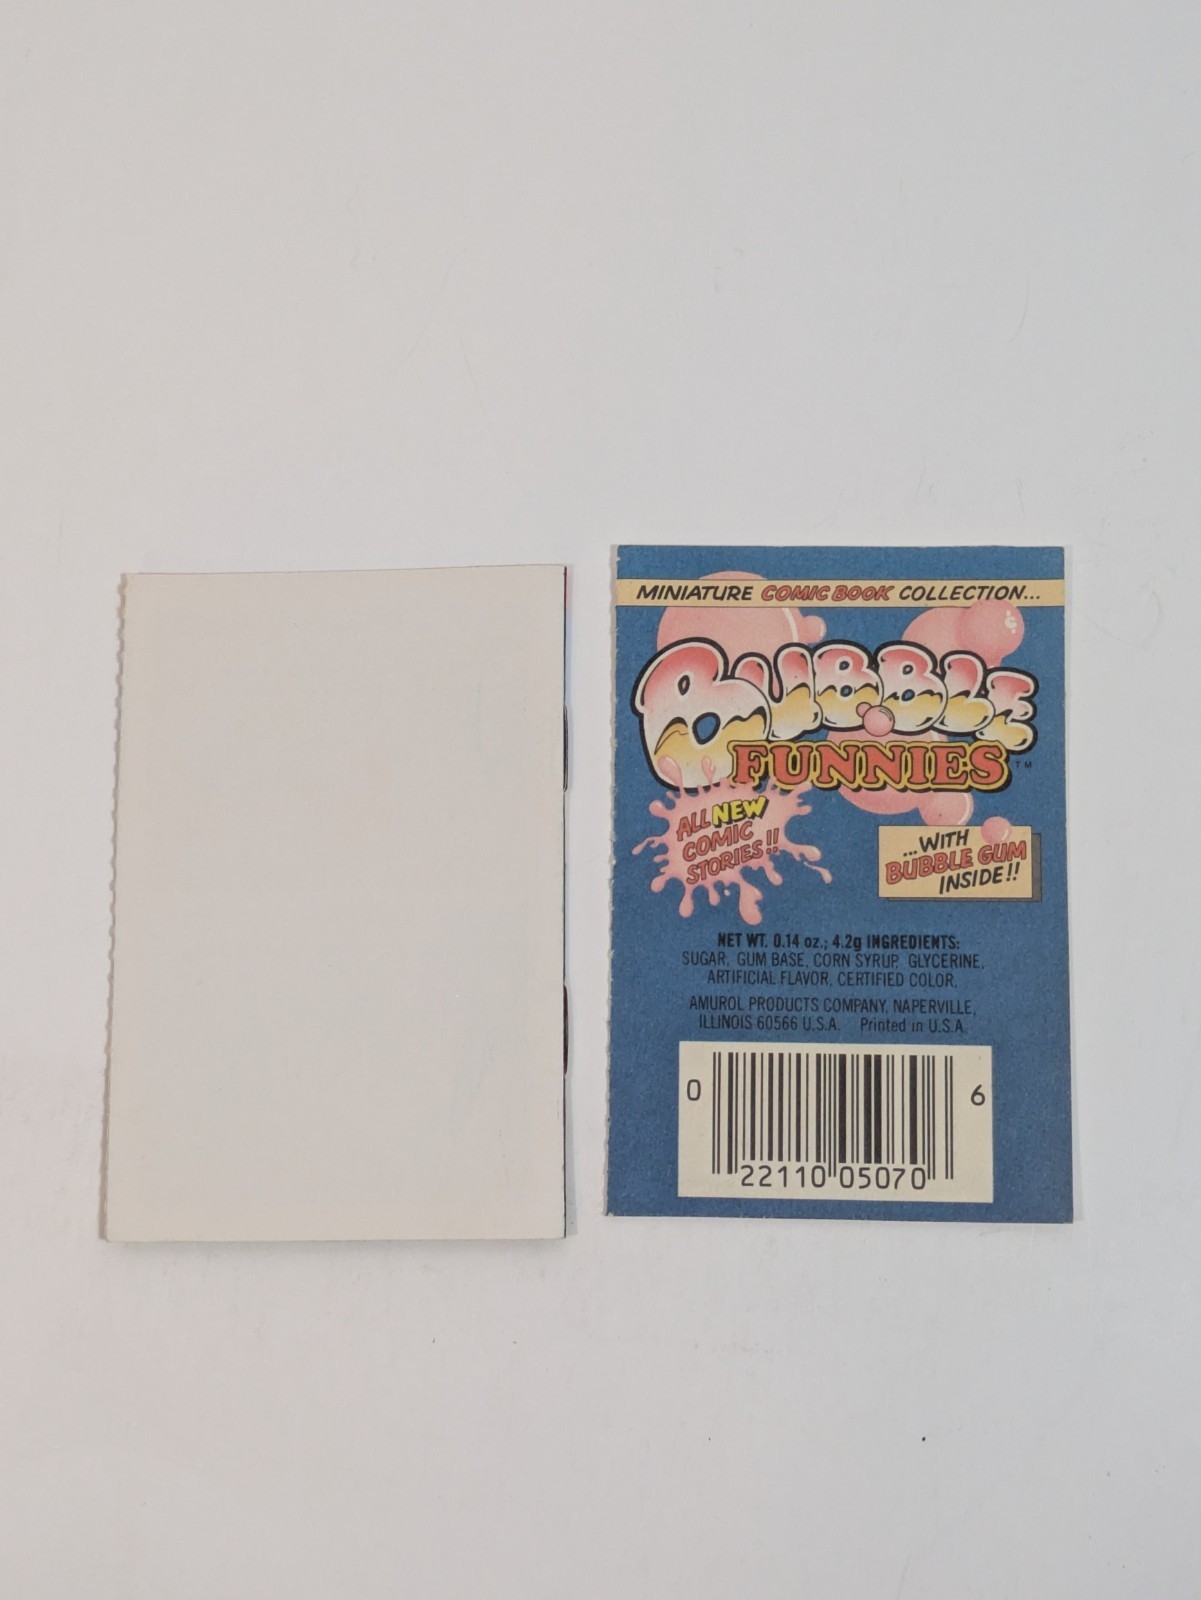 MINIATURE COMIC BOOK COLLECTION...
BUBBLE
FUNNIES™
ALL NEW
COMIC
STORIES!!
...WITH
BUBBLE GUM
INSIDE!!
NET WT. 0.14 oz.; 4.2g INGREDIENTS:
SUGAR, GUM BASE, CORN SYRUP, GLYCERINE,
ARTIFICIAL FLAVOR, CERTIFIED COLOR.
AMUROL PRODUCTS COMPANY, NAPERVILLE,
ILLINOIS 60566 U.S.A. Printed in U.S.A.
0 22110 05070 6